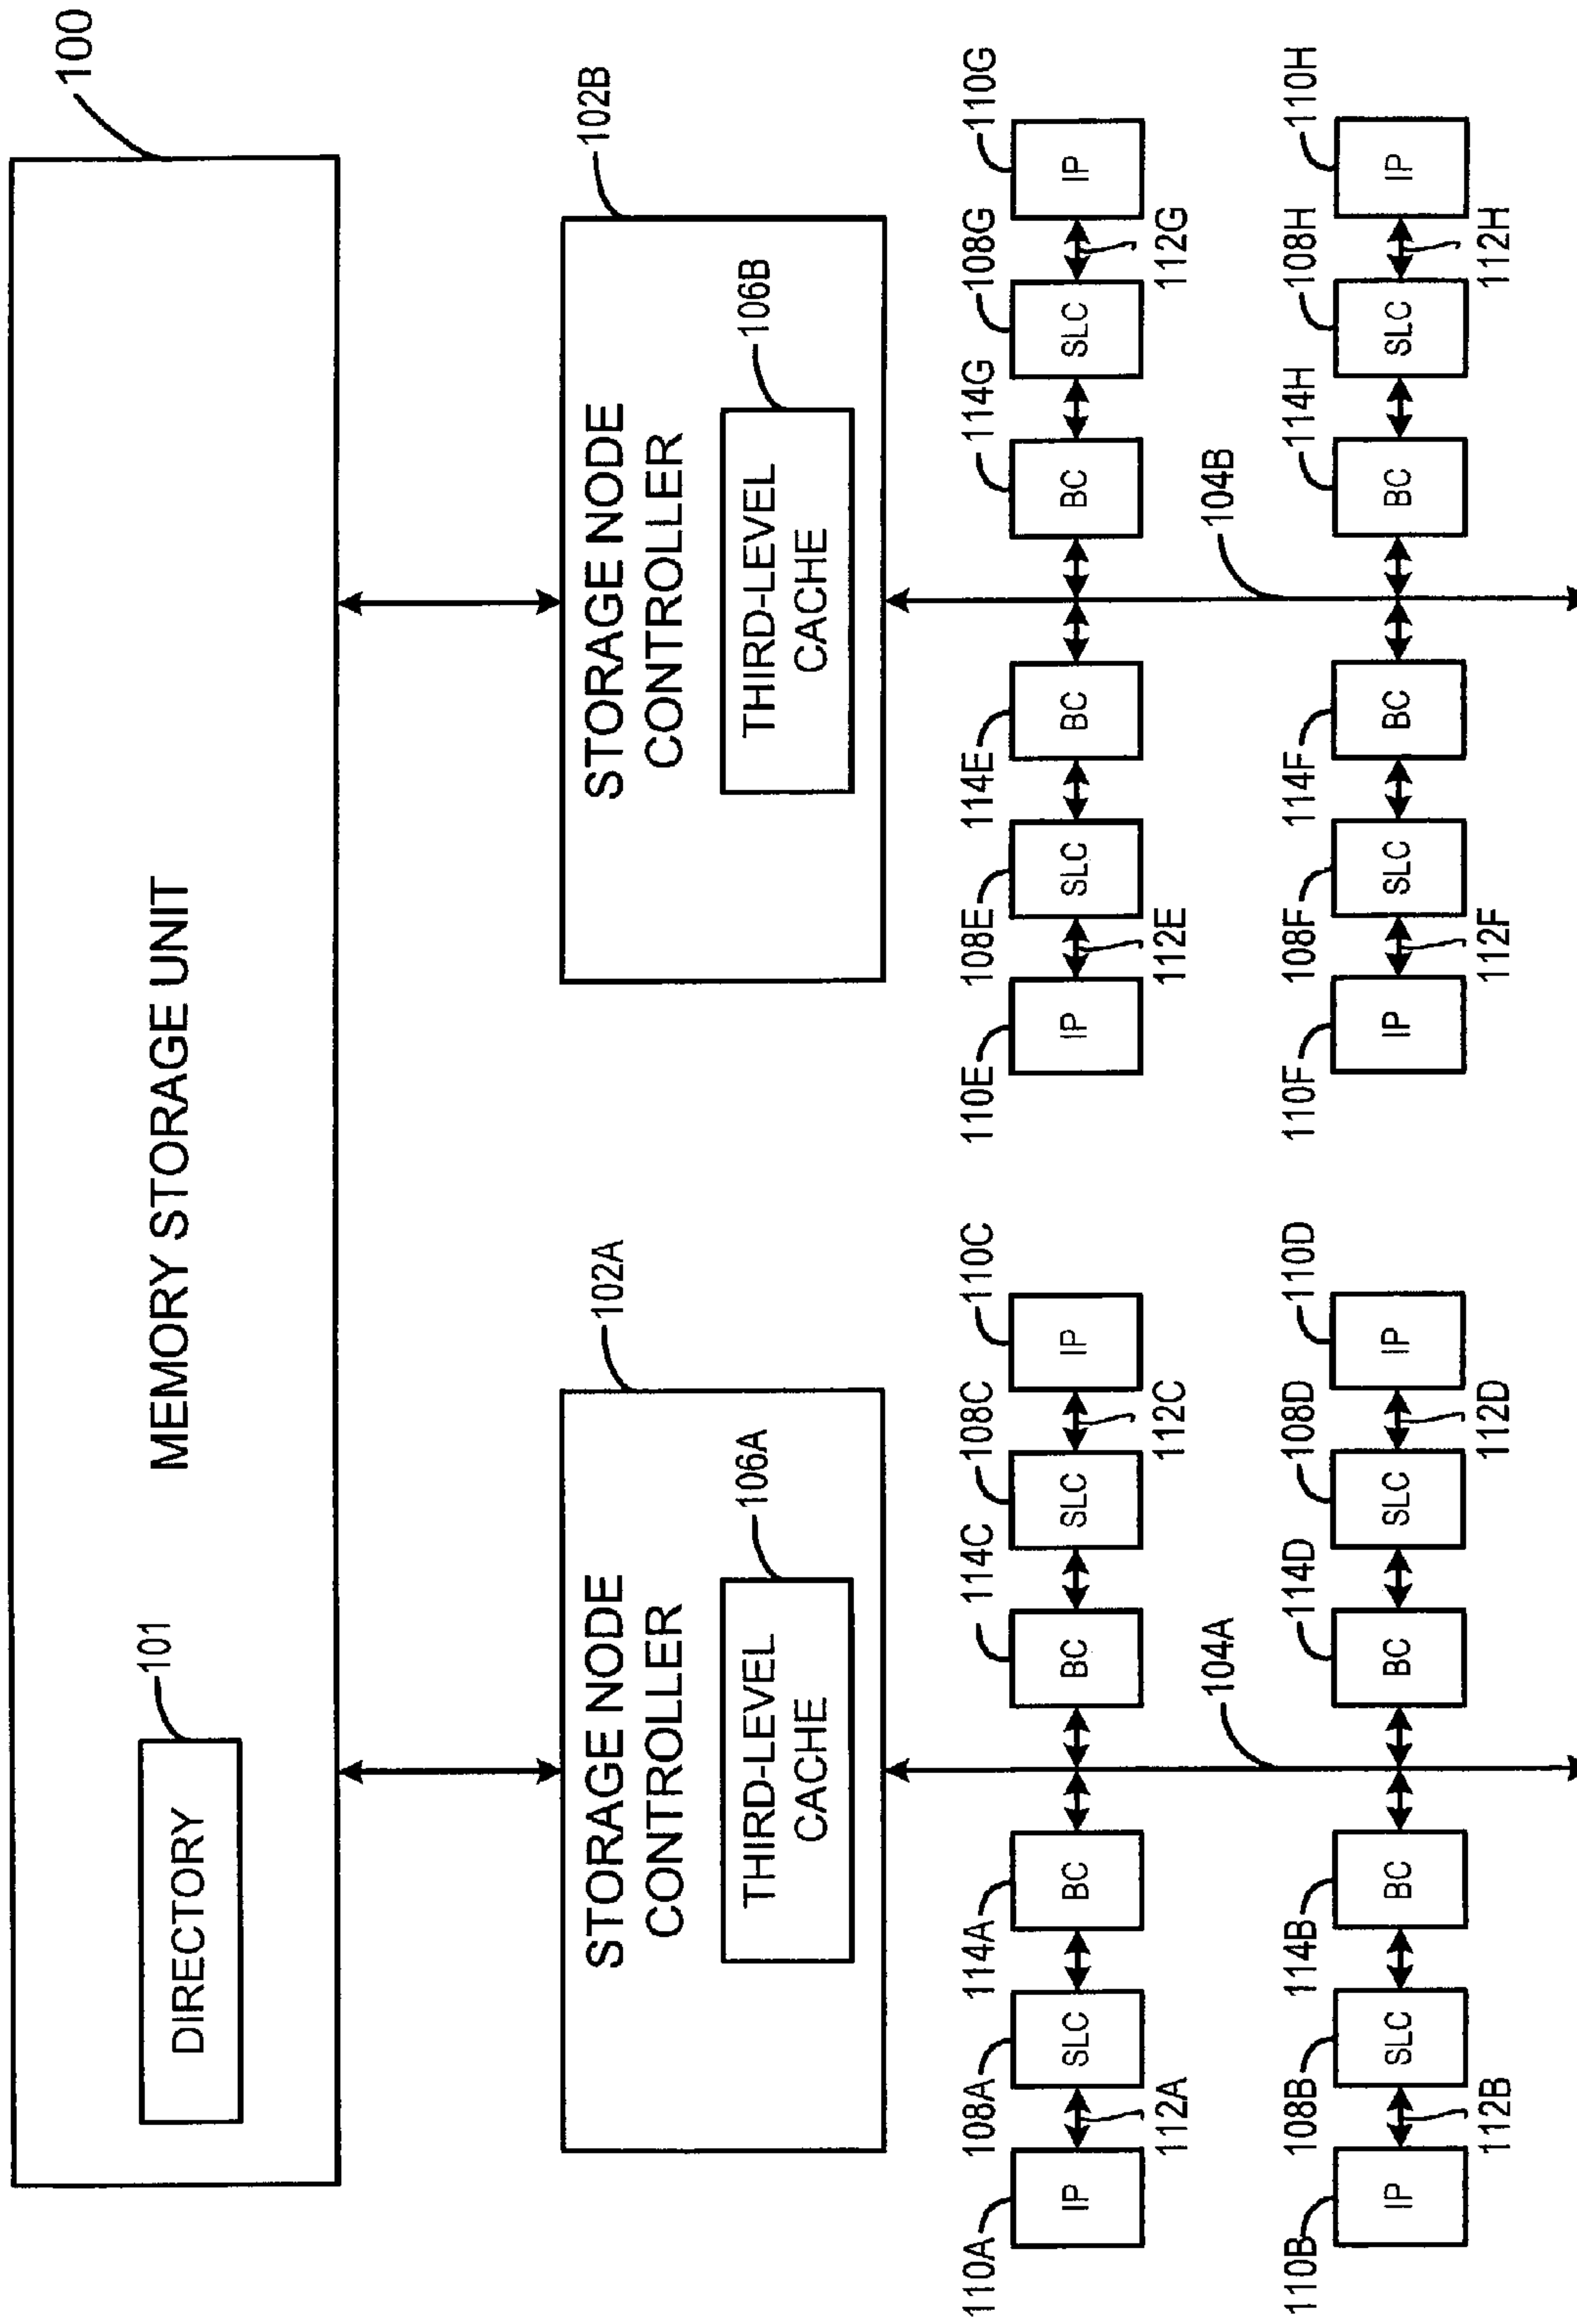 100
MEMORY STORAGE UNIT
101
DIRECTORY
102A
STORAGE NODE
CONTROLLER
106A
THIRD-LEVEL
CACHE
102B
STORAGE NODE
CONTROLLER
106B
THIRD-LEVEL
CACHE
110A
108A
114A
114C
108C
110C
IP
SLC
BC
BC
SLC
IP
112A
112C
110E
108E
114E
114G
108G
110G
IP
SLC
BC
BC
SLC
IP
112E
112G
104A
104B
110B
108B
114B
114D
108D
110D
IP
SLC
BC
BC
SLC
IP
112B
112D
110F
108F
114F
114H
108H
110H
IP
SLC
BC
BC
SLC
IP
112F
112H